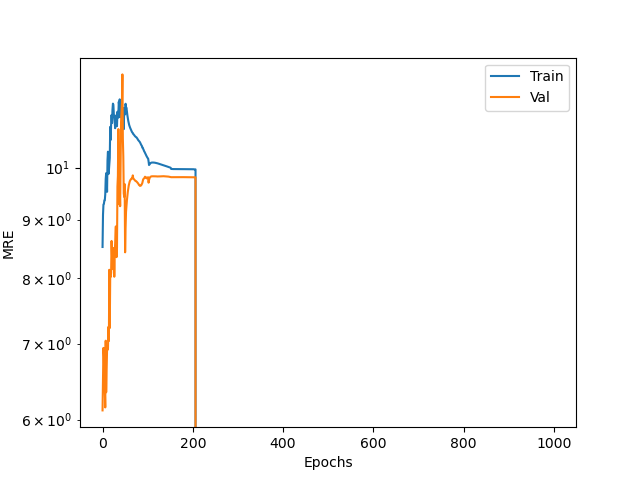 Train
Val
10¹
9 × 10⁰
8 × 10⁰
7 × 10⁰
6 × 10⁰
MRE
0 200 400 600 800 1000
Epochs